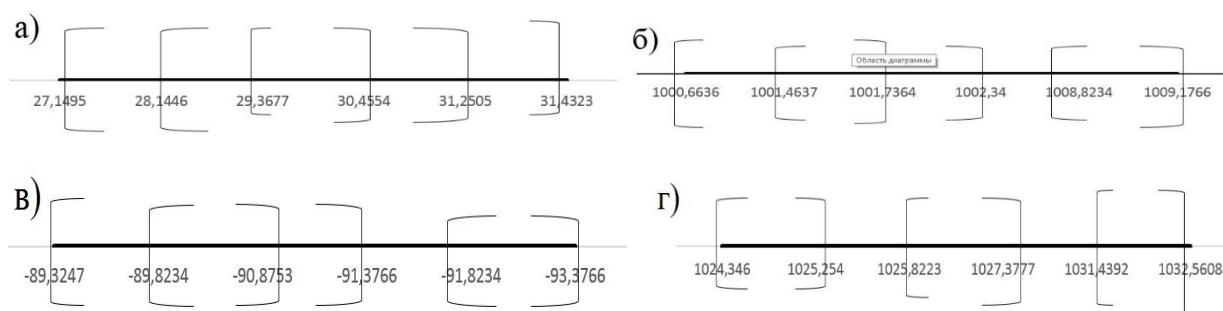 а)
27,1495 28,1446 29,3677 30,4554 31,2505 31,4323
б)
Область диаграммы
1000,6636 1001,4637 1001,7364 1002,34 1008,8234 1009,1766
в)
-89,3247 -89,8234 -90,8753 -91,3766 -91,8234 -93,3766
г)
1024,346 1025,254 1025,8223 1027,3777 1031,4392 1032,5608